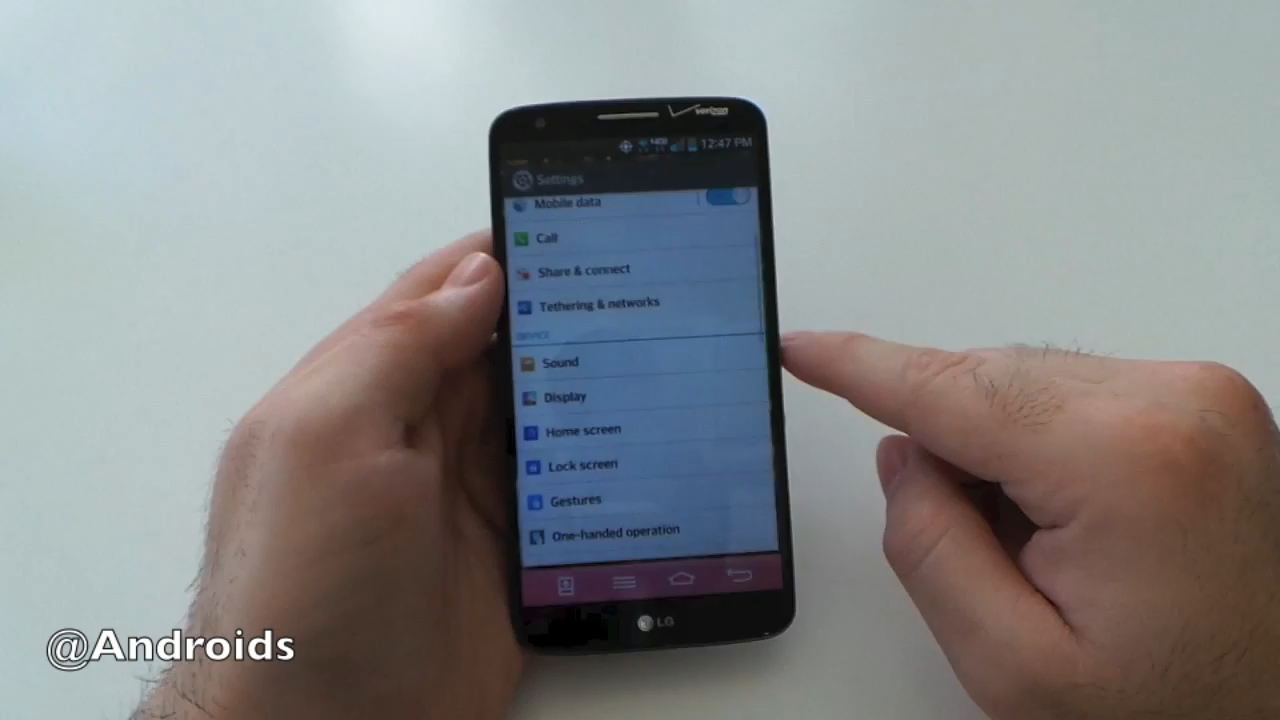 verizon
12:47 PM
Settings
Mobile data
Call
Share & connect
Tethering & networks
DEVICE
Sound
Display
Home screen
Lock screen
Gestures
One-handed operation
LG
@Androids